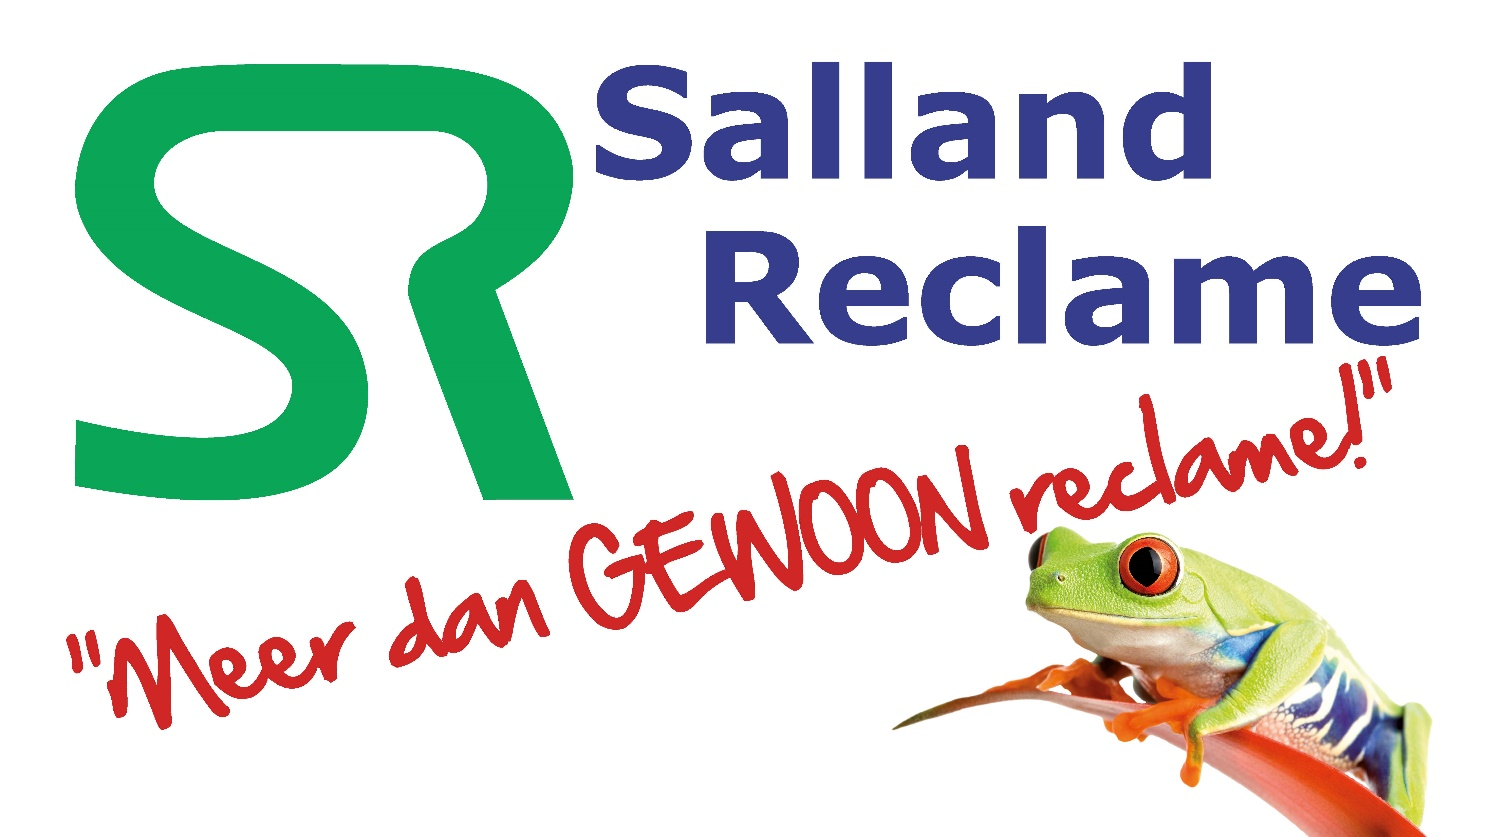 SR
Salland
Reclame
"Meer dan GEWOON reclame!"